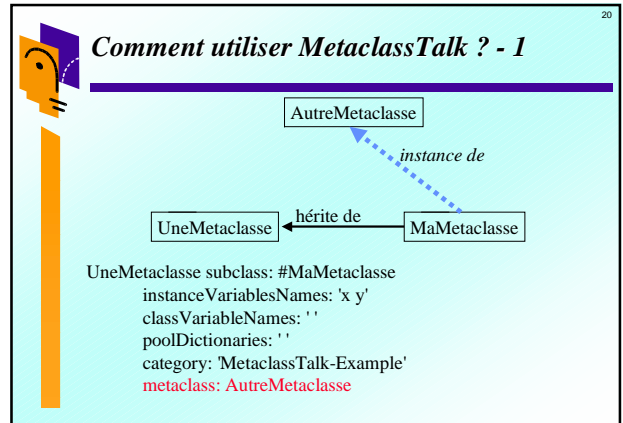 20
Comment utiliser MetaclassTalk ? - 1
AutreMetaclasse
instance de
UneMetaclasse
hérite de
MaMetaclasse
UneMetaclasse subclass: #MaMetaclasse
instanceVariablesNames: 'x y'
classVariableNames: ' '
poolDictionaries: ' '
category: 'MetaclassTalk-Example'
metaclass: AutreMetaclasse